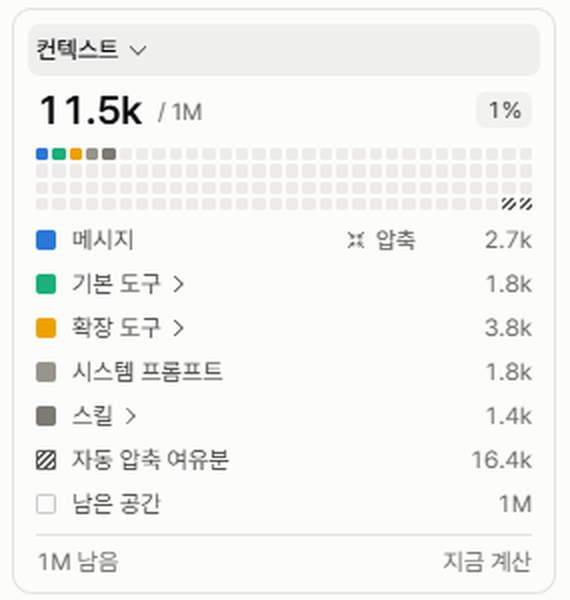 컨텍스트
11.5k / 1M 1%
메시지 압축 2.7k
기본 도구 1.8k
확장 도구 3.8k
시스템 프롬프트 1.8k
스킬 1.4k
자동 압축 여유분 16.4k
남은 공간 1M
1M 남음 지금 계산